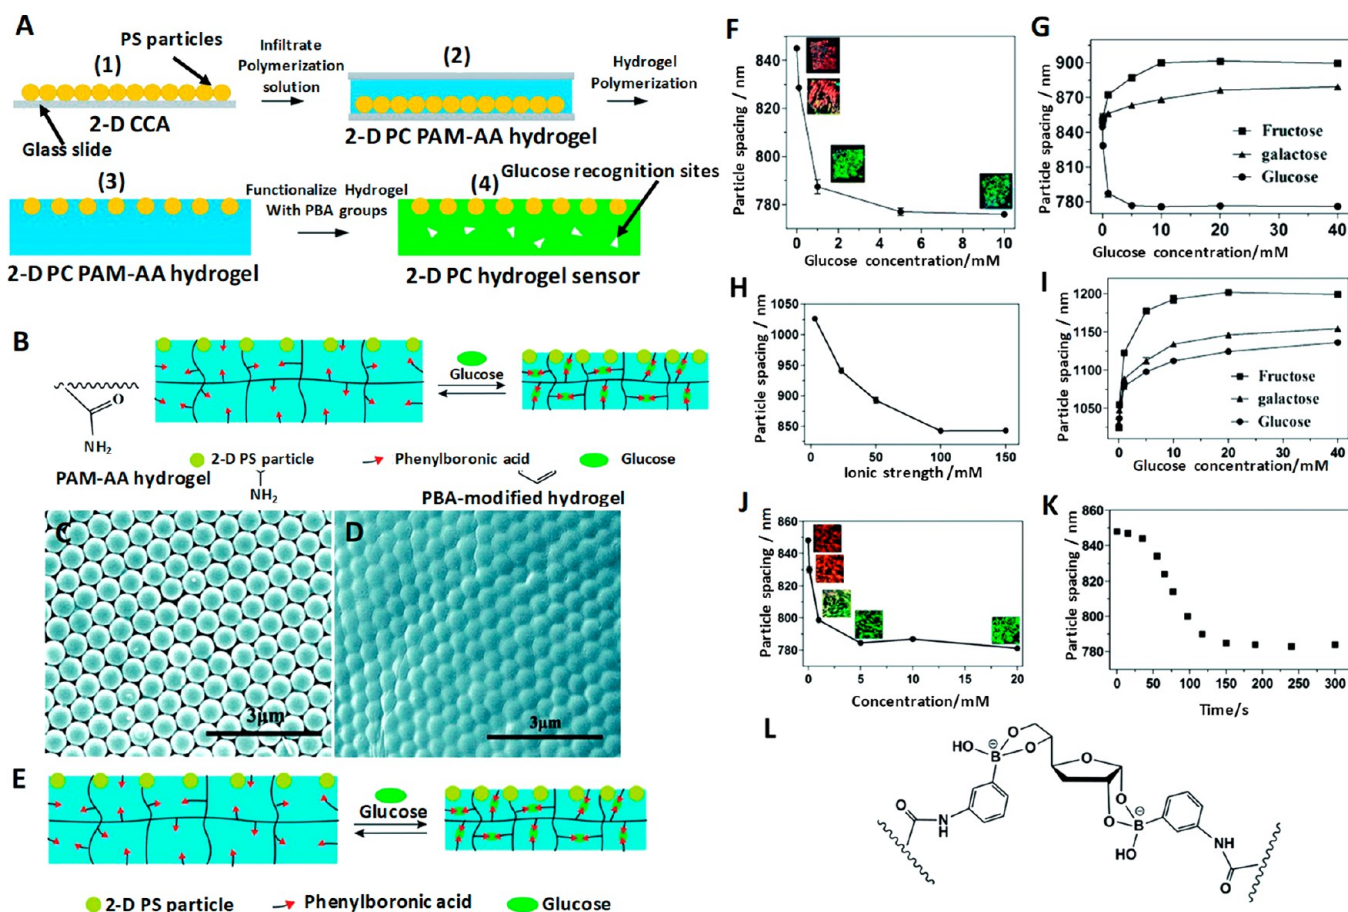 A
PS particles
(1)
Infiltrate
Polymerization
solution
(2)
Hydrogel
Polymerization
2-D CCA
Glass slide
2-D PC PAM-AA hydrogel
(3)
Functionalize Hydrogel
With PBA groups
(4)
Glucose recognition sites
2-D PC PAM-AA hydrogel
2-D PC hydrogel sensor
B
Glucose
O
NH2
PAM-AA hydrogel
2-D PS particle
Phenylboronic acid
Glucose
NH2
PBA-modified hydrogel
C
3μm
D
3μm
E
Glucose
2-D PS particle
Phenylboronic acid
Glucose
F
Particle spacing / nm
840
820
800
780
0 2 4 6 8 10
Glucose concentration/mM
G
Particle spacing / nm
900
870
840
810
780
Fructose
galactose
Glucose
0 10 20 30 40
Glucose concentration/mM
H
Particle spacing / nm
1050
1000
950
900
850
0 50 100 150
Ionic strength/mM
I
Particle spacing / nm
1200
1150
1100
1050
Fructose
galactose
Glucose
0 10 20 30 40
Glucose concentration/mM
J
Particle spacing / nm
860
840
820
800
780
0 5 10 15 20
Concentration/mM
K
Particle spacing / nm
860
840
820
800
780
0 50 100 150 200 250 300
Time/s
L
HO
B
O
O
O
O
O
B
HO
O
N
H
NH
O